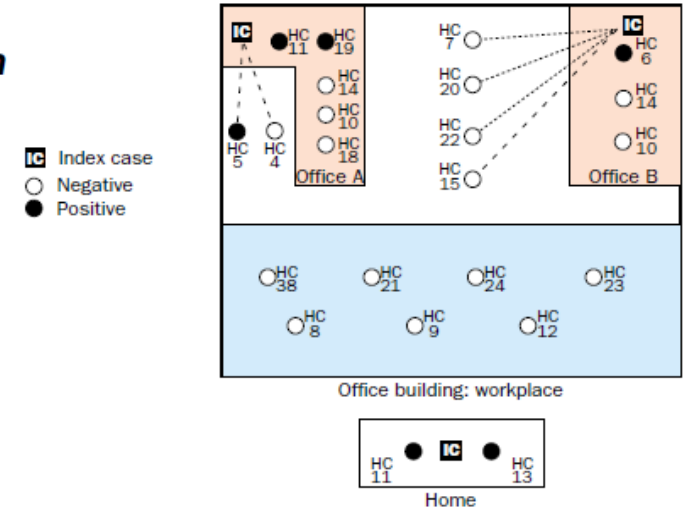 n
IC Index case
Negative
Positive
IC
HC 11
HC 19
HC 14
HC 10
HC 18
HC 5
HC 4
Office A
HC 7
HC 20
HC 22
HC 15
IC
HC 6
HC 14
HC 10
Office B
HC 38
HC 21
HC 24
HC 23
HC 8
HC 9
HC 12
Office building: workplace
HC 11
IC
HC 13
Home